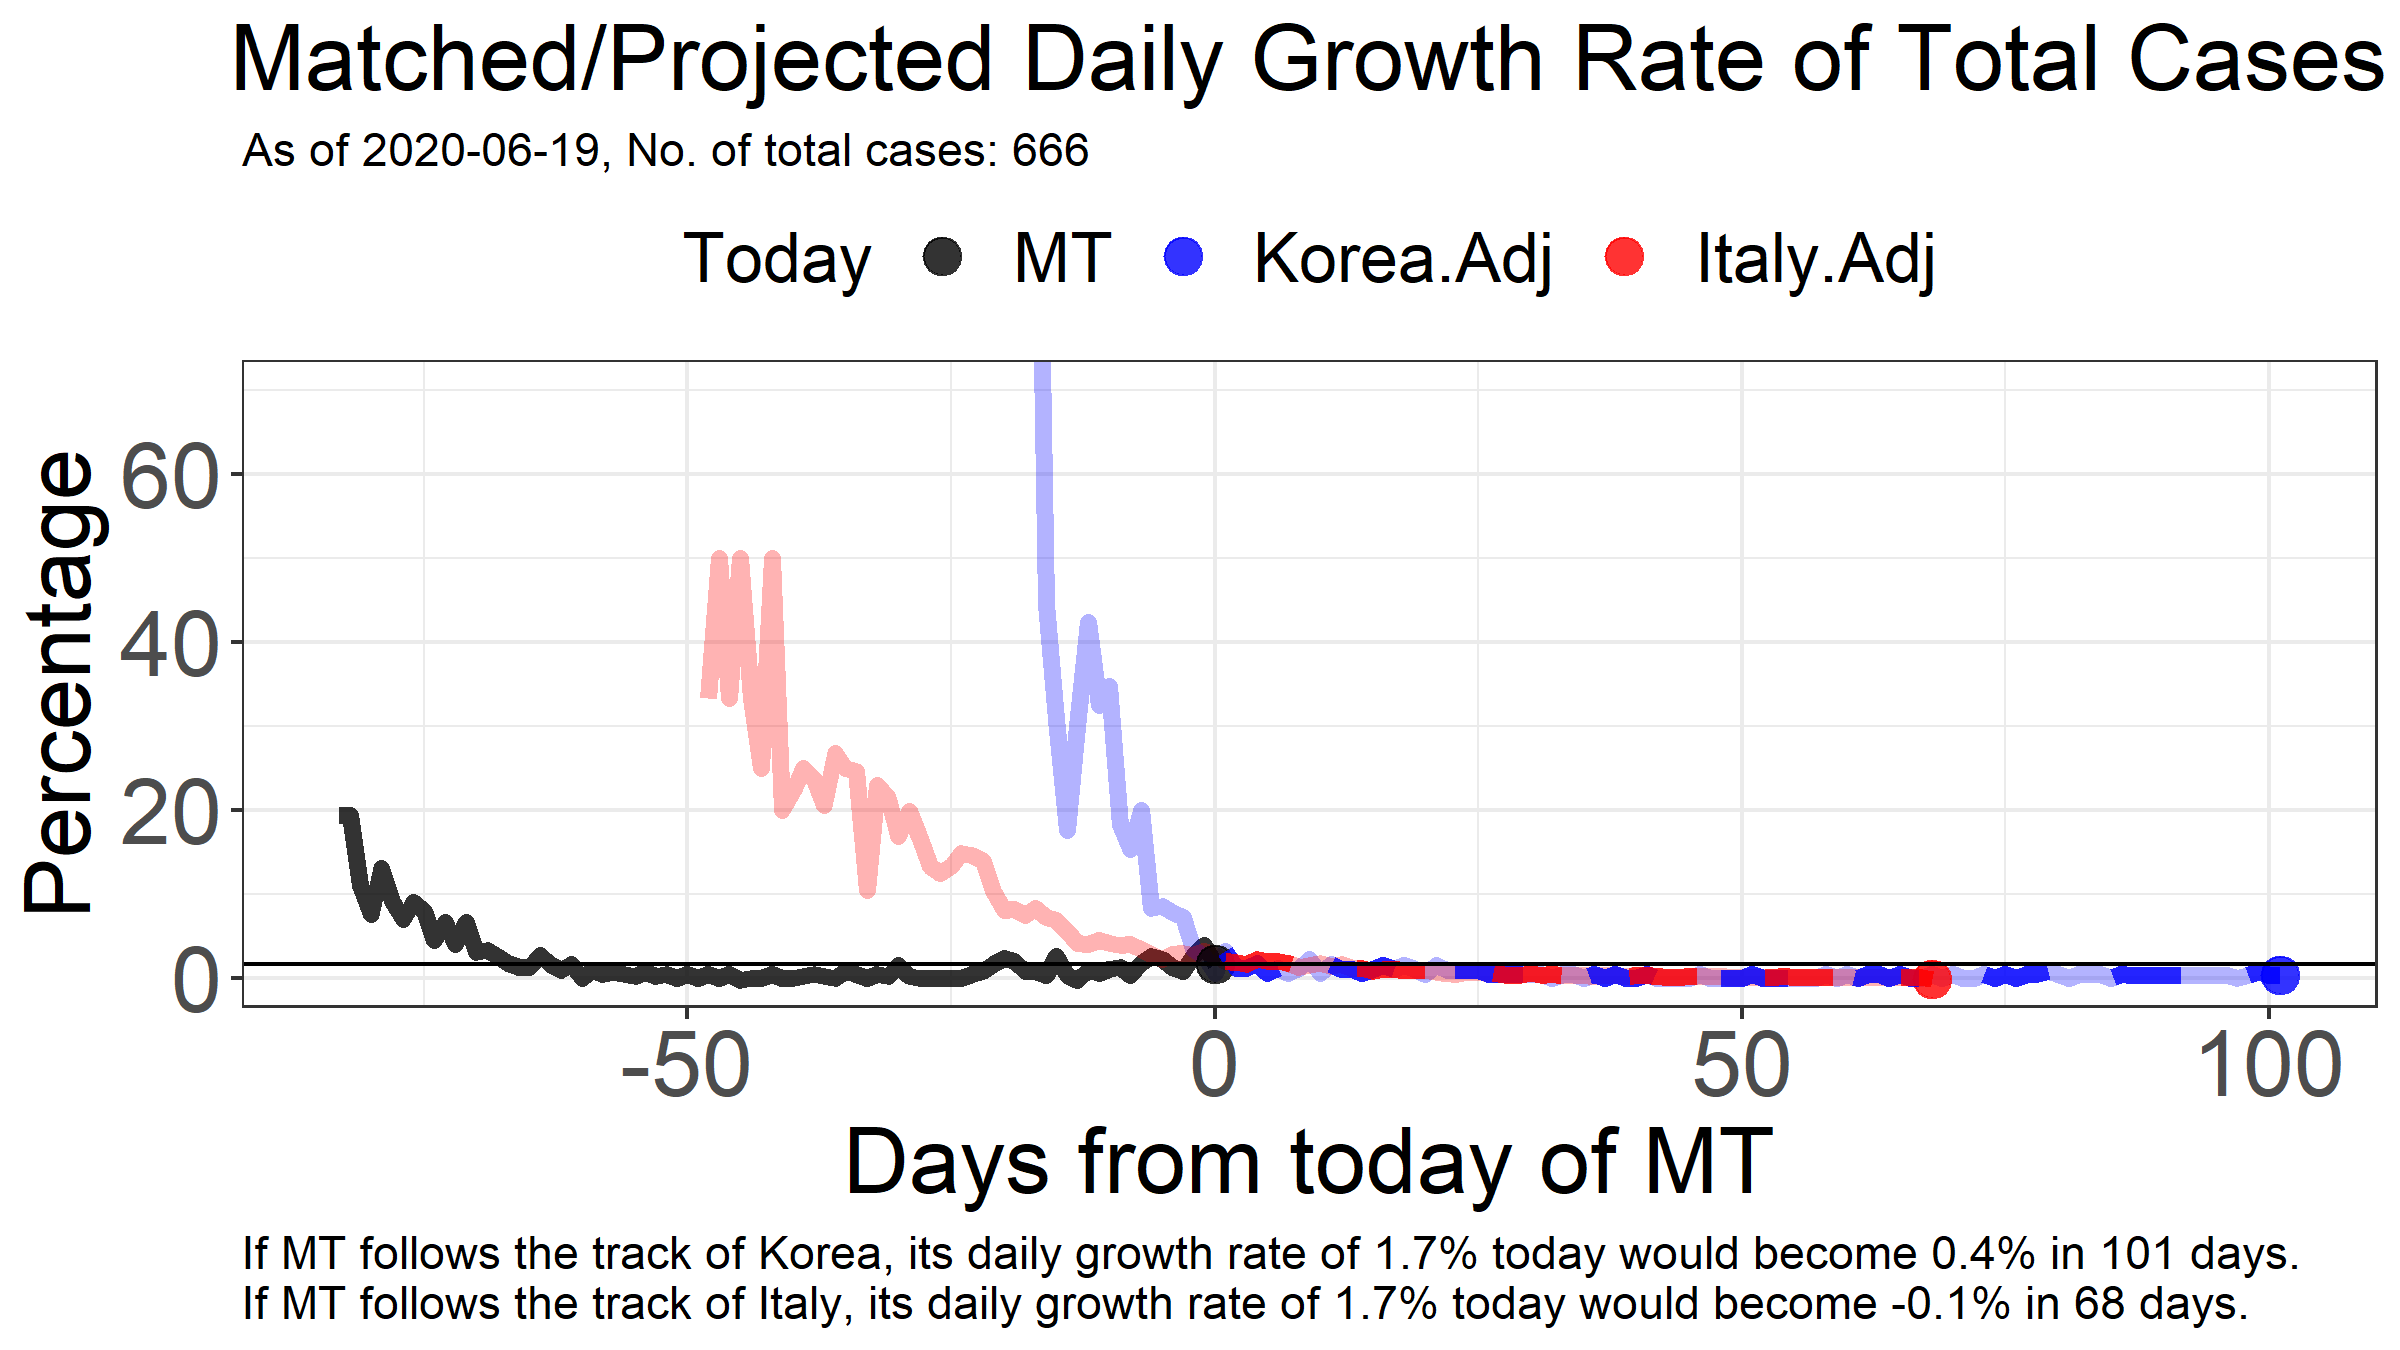 Matched/Projected Daily Growth Rate of Total Cases
As of 2020-06-19, No. of total cases: 666
Today MT Korea.Adj Italy.Adj
Percentage
60
40
20
0
-50 0 50 100
Days from today of MT
If MT follows the track of Korea, its daily growth rate of 1.7% today would become 0.4% in 101 days.
If MT follows the track of Italy, its daily growth rate of 1.7% today would become -0.1% in 68 days.